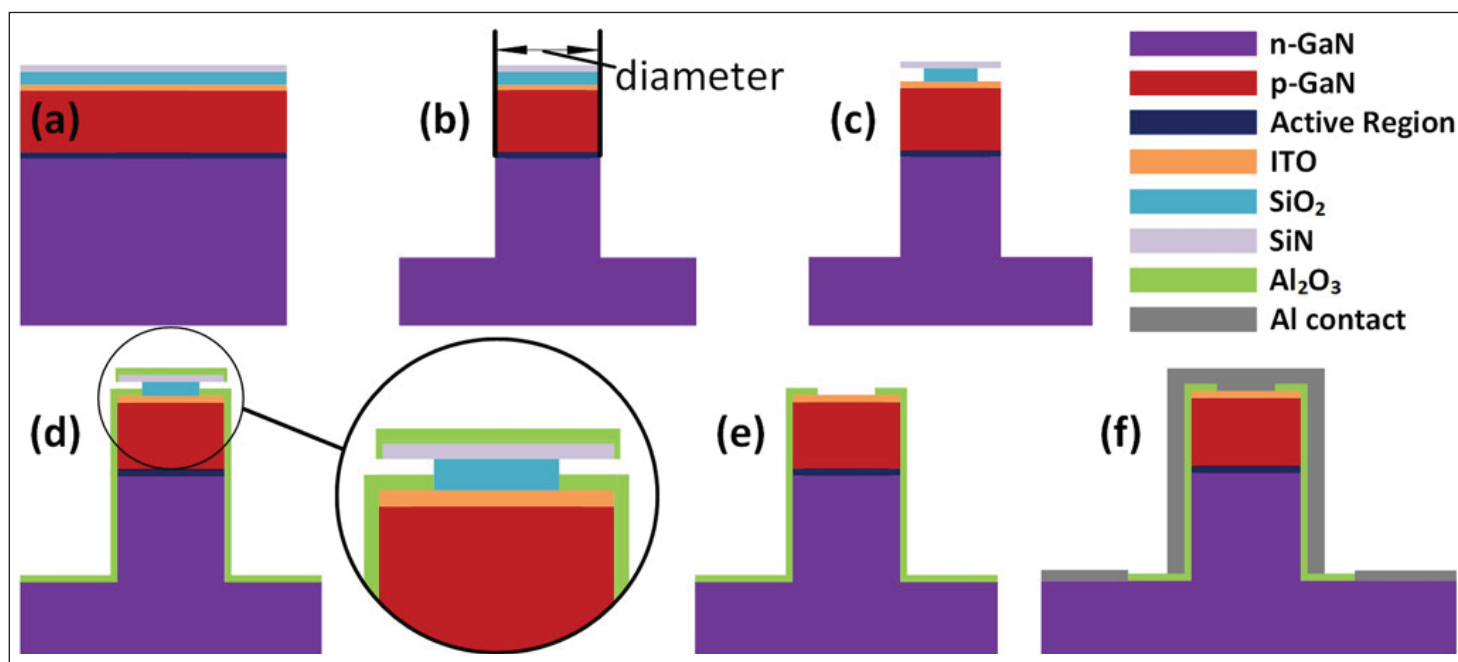 (a)
(b)
diameter
(c)
n-GaN
p-GaN
Active Region
ITO
SiO₂
SiN
Al₂O₃
Al contact
(d)
(e)
(f)